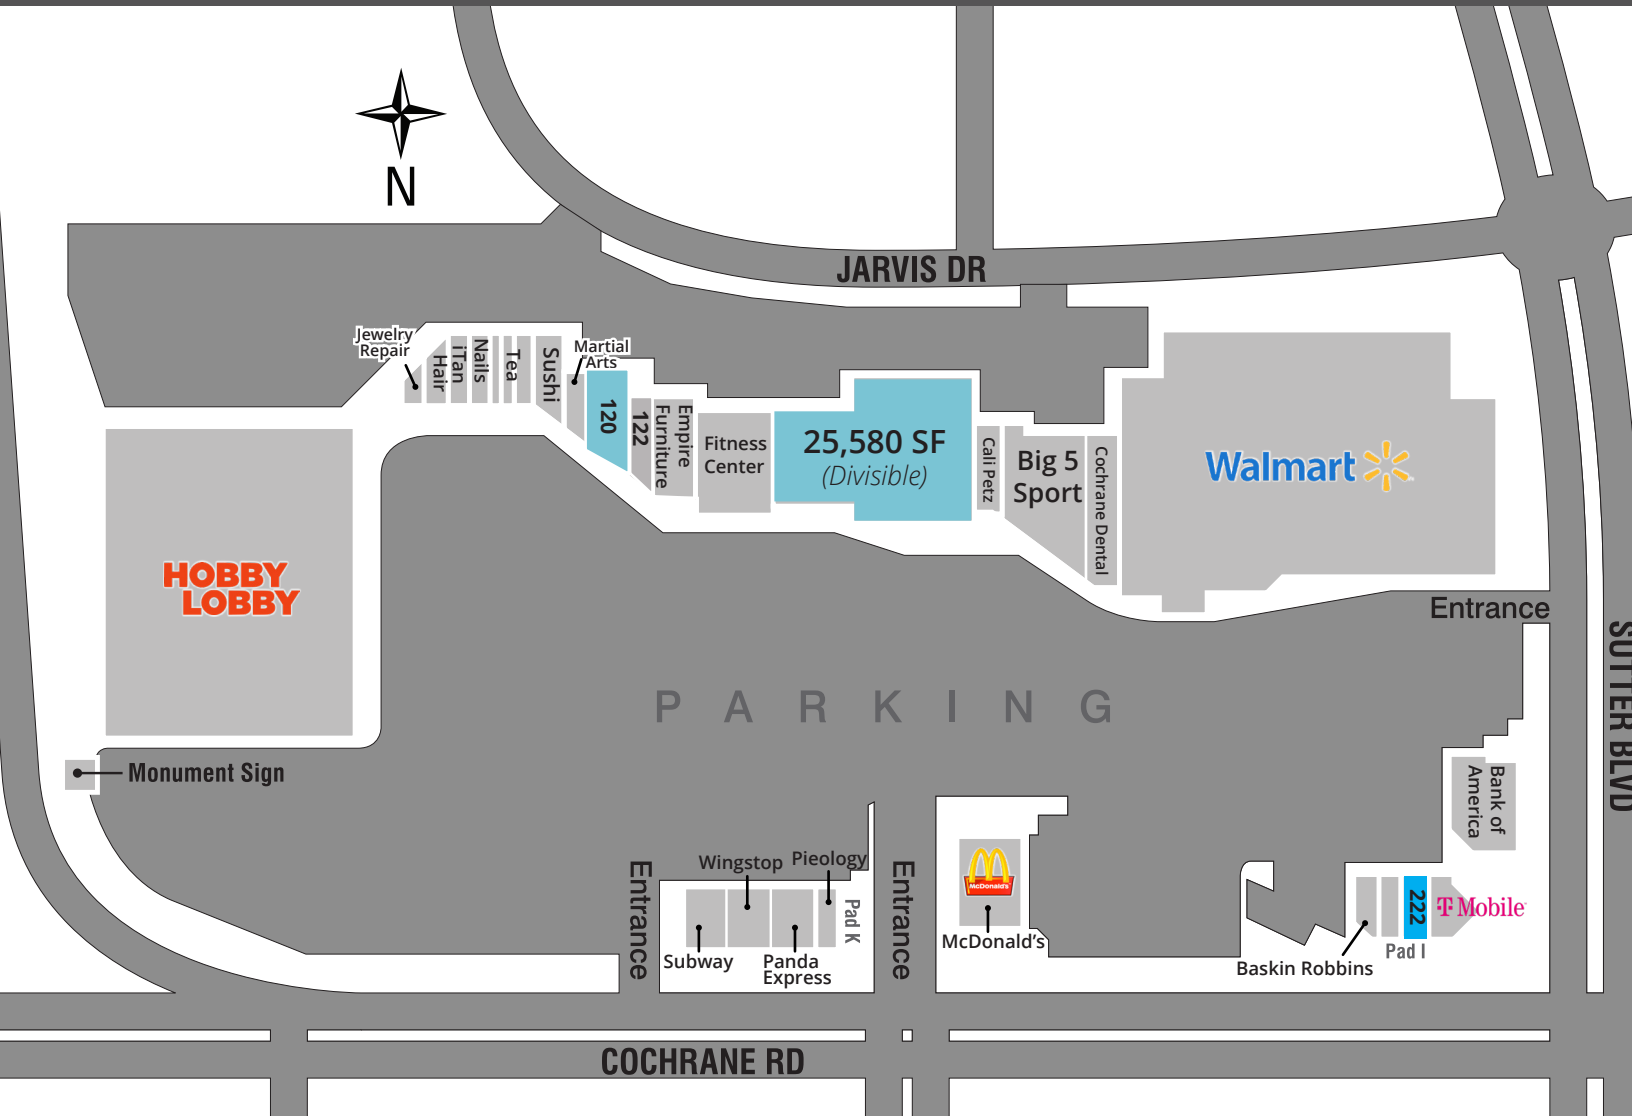 N
JARVIS DR
Jewelry
Repair
Hair
iTan
Nails
Tea
Sushi
Martial
Arts
120
122
Empire
Furniture
Fitness
Center
25,580 SF
(Divisible)
Cali Petz
Big 5
Sport
Cochrane Dental
Walmart
HOBBY
LOBBY
Entrance
SUTTER BLVD
PARKING
Monument Sign
Bank of
America
Entrance
Wingstop
Pieology
Pad K
Subway
Panda
Express
Entrance
McDonald's
McDonald's
222
T Mobile
Pad I
Baskin Robbins
COCHRANE RD